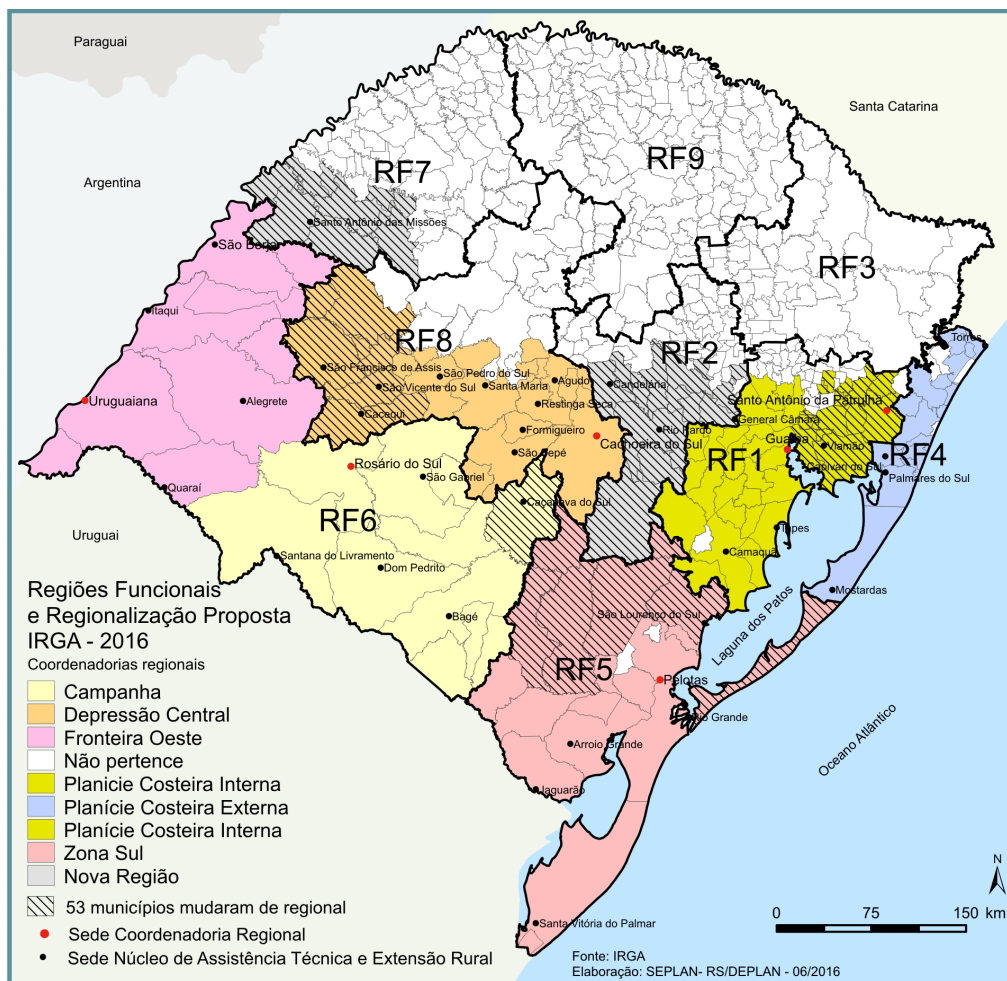 Paraguai
Santa Catarina
Argentina
RF7
RF9
Santo Antônio das Missões
São Borja
RF3
Itaqui
RF8
RF2
Torres
São Francisco de Assis
São Pedro do Sul
Agudo
Candelária
São Vicente do Sul
Santa Maria
Uruguaiana
Alegrete
Cacequi
Restinga Seca
Santo Antônio da Patrulha
General Câmara
Formigueiro
Cachoeira do Sul
Rio Pardo
Guaíba
Viamão
RF4
São Sepé
RF1
Capivari do Sul
Rosário do Sul
São Gabriel
Palmares do Sul
Quaraí
Caçapava do Sul
RF6
Tapes
Uruguai
Santana do Livramento
Dom Pedrito
Camaquã
Mostardas
Bagé
São Lourenço do Sul
Laguna dos Patos
RF5
Pelotas
Rio Grande
Oceano Atlântico
Arroio Grande
Jaguarão
Santa Vitória do Palmar
Regiões Funcionais
e Regionalização Proposta
IRGA - 2016
Coordenadorias regionais
Campanha
Depressão Central
Fronteira Oeste
Não pertence
Planicie Costeira Interna
Planície Costeira Externa
Planície Costeira Interna
Zona Sul
Nova Região
53 municípios mudaram de regional
Sede Coordenadoria Regional
Sede Núcleo de Assistência Técnica e Extensão Rural
N
0 75 150 km
Fonte: IRGA
Elaboração: SEPLAN- RS/DEPLAN - 06/2016